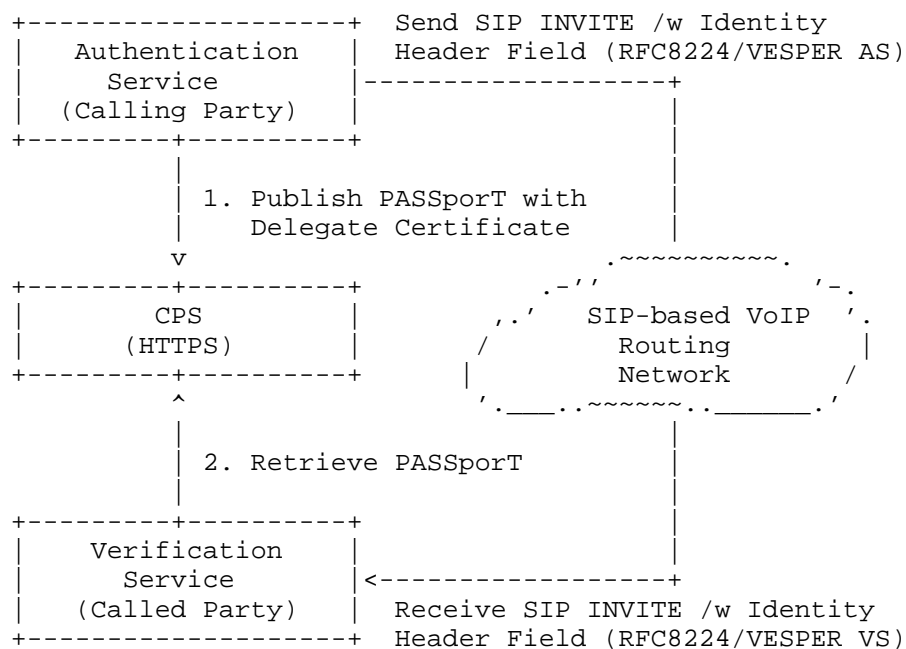 Send SIP INVITE /w Identity
Authentication Header Field (RFC8224/VESPER AS)
Service
(Calling Party)
1. Publish PASSporT with
Delegate Certificate
CPS SIP-based VoIP
(HTTPS) Routing
Network
2. Retrieve PASSporT
Verification
Service
(Called Party) Receive SIP INVITE /w Identity
Header Field (RFC8224/VESPER VS)